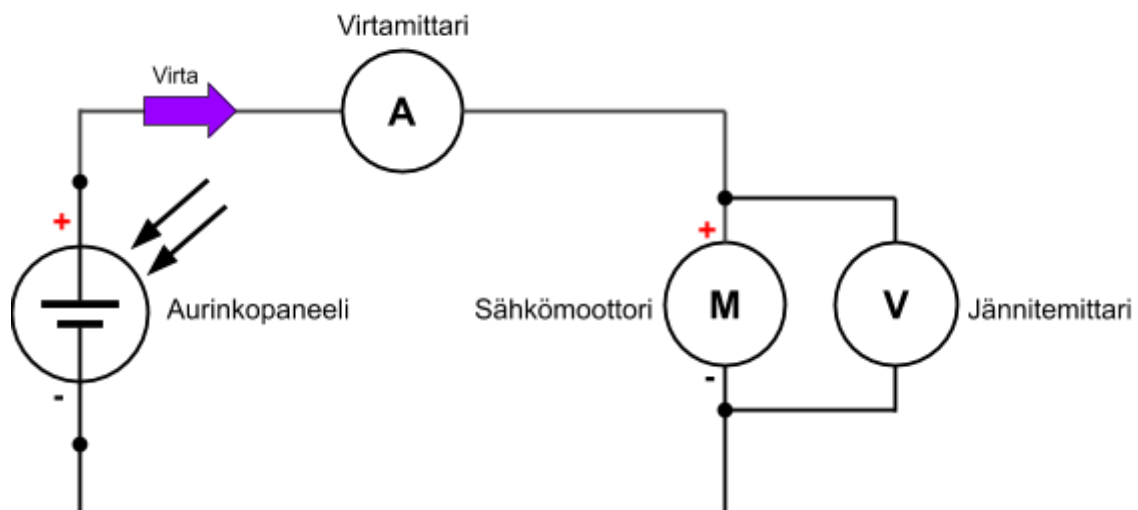 Virtamittari
Virta
A
+
+
Aurinkopaneeli
Sähkömoottori
M
V
Jännitemittari
-
-